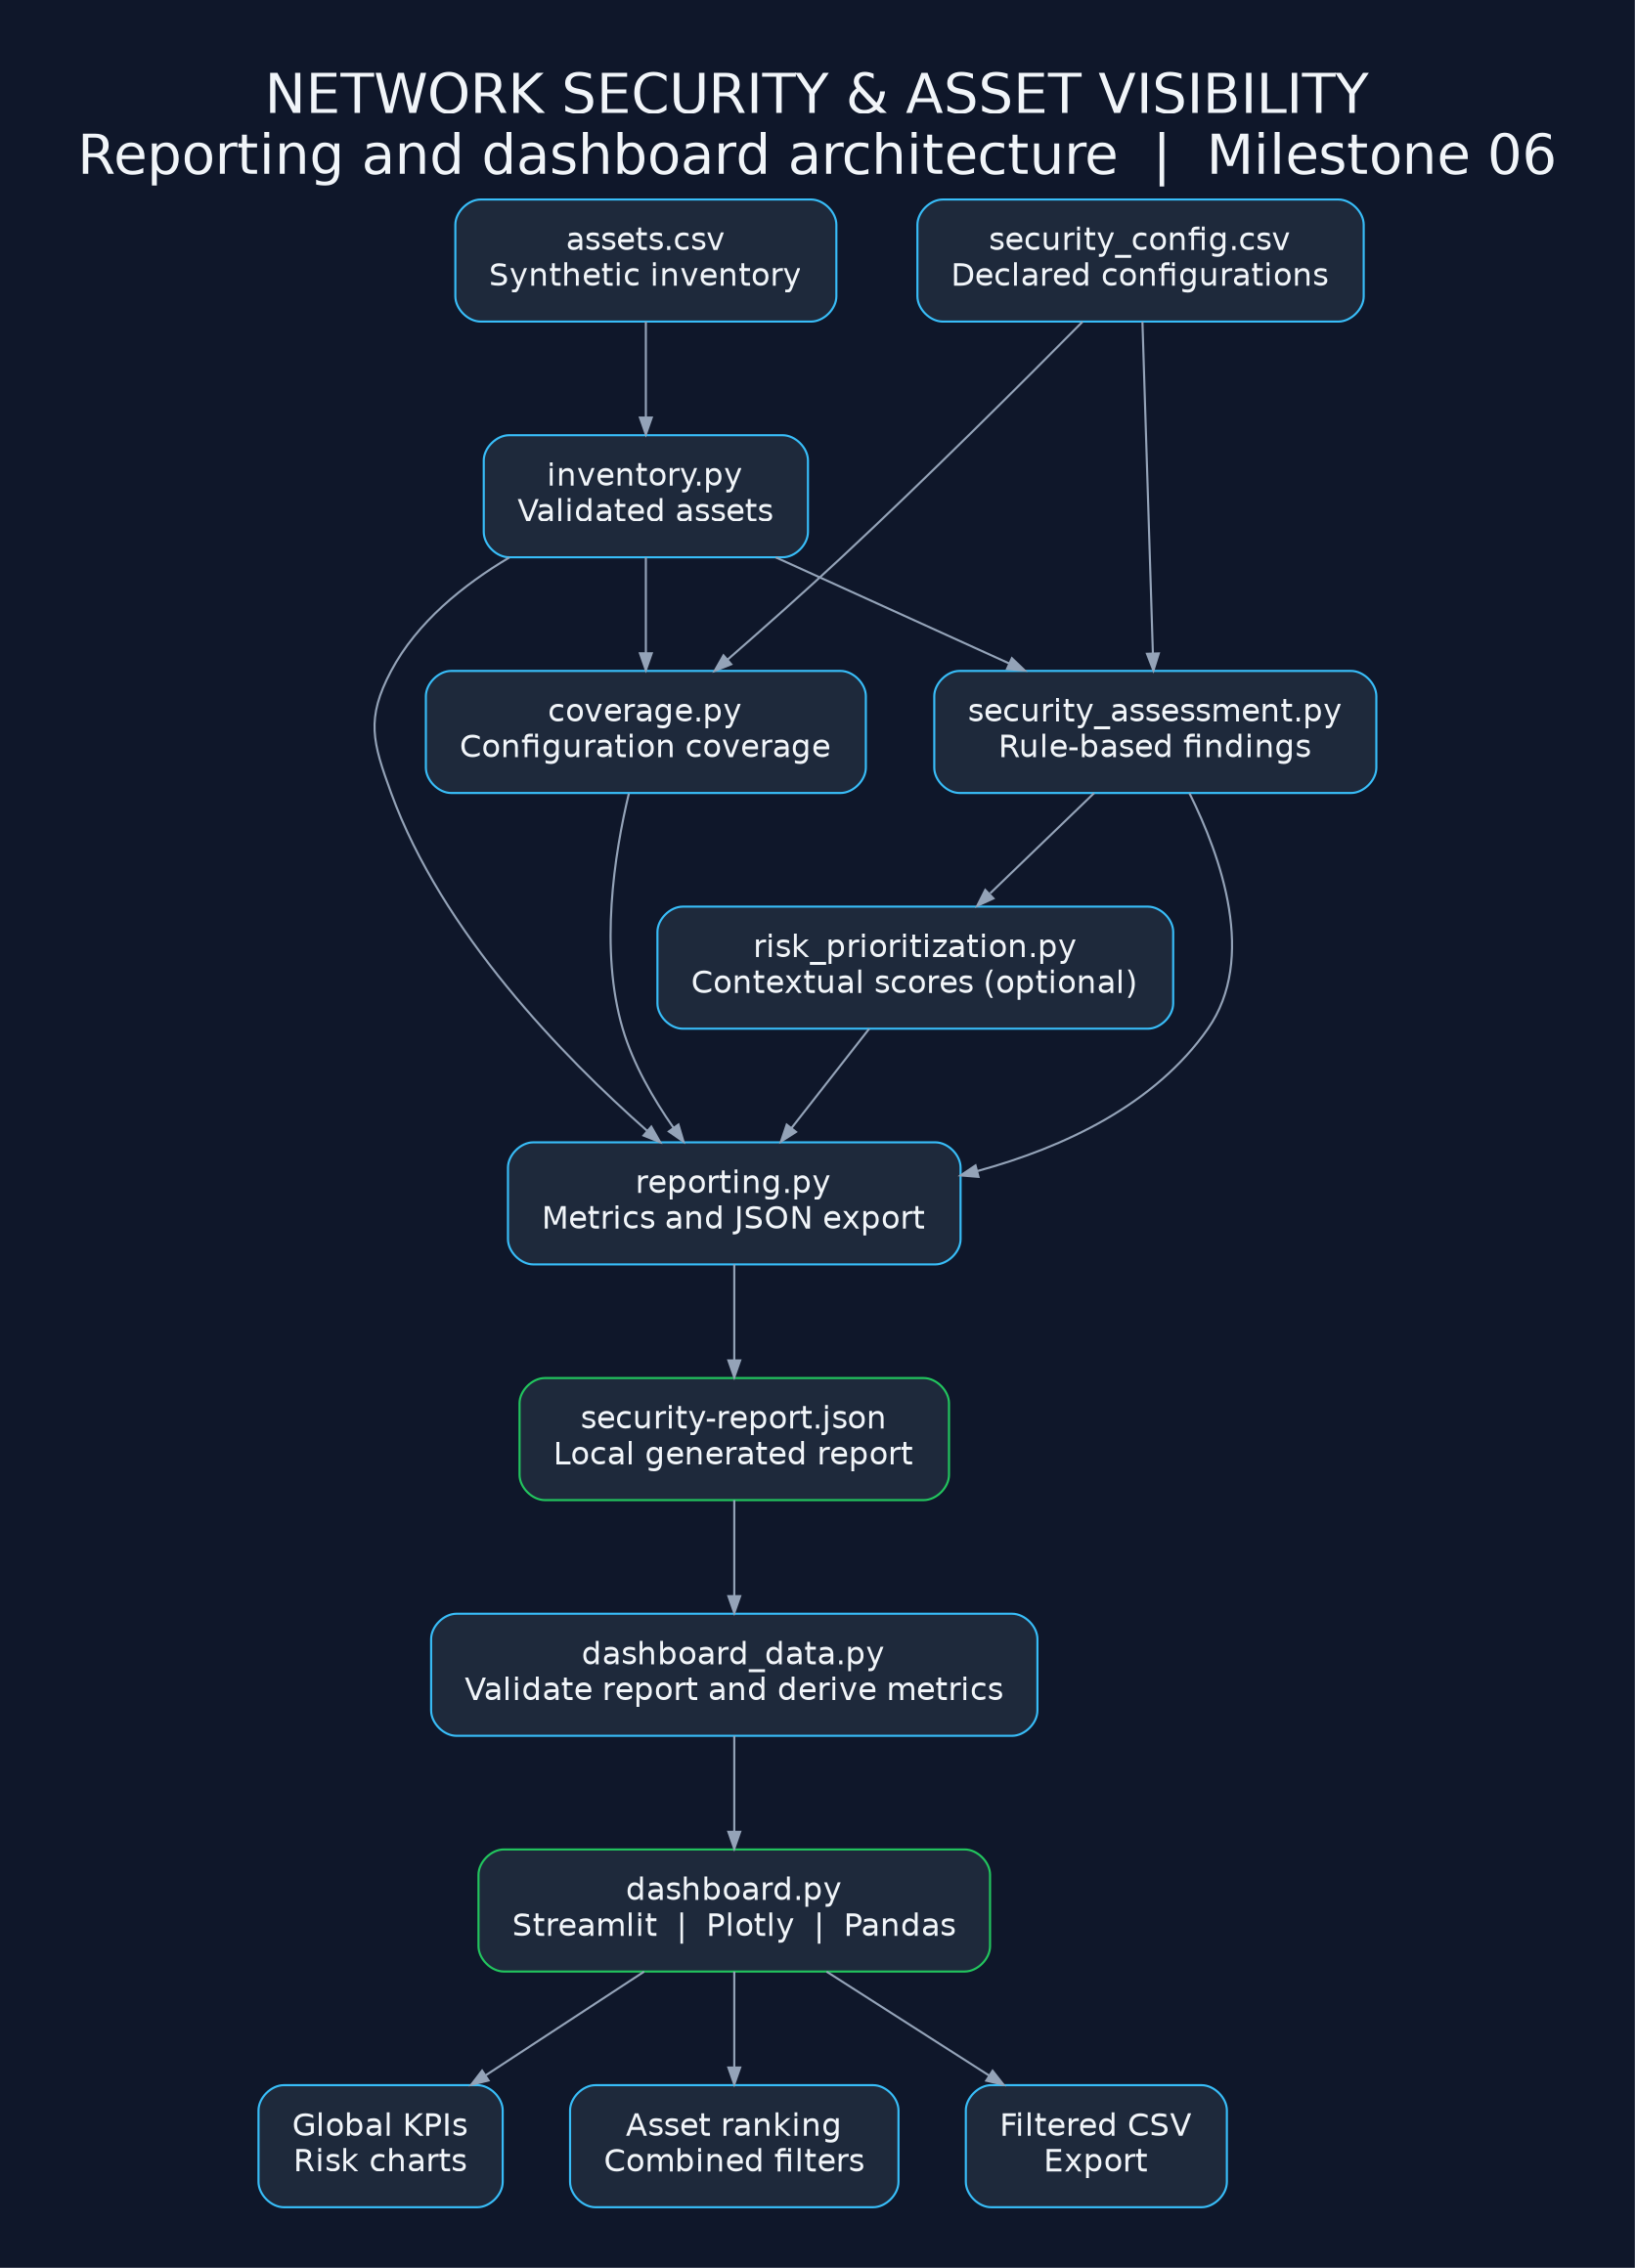 NETWORK SECURITY & ASSET VISIBILITY
Reporting and dashboard architecture | Milestone 06
assets.csv
Synthetic inventory
security_config.csv
Declared configurations
inventory.py
Validated assets
coverage.py
Configuration coverage
security_assessment.py
Rule-based findings
risk_prioritization.py
Contextual scores (optional)
reporting.py
Metrics and JSON export
security-report.json
Local generated report
dashboard_data.py
Validate report and derive metrics
dashboard.py
Streamlit | Plotly | Pandas
Global KPIs
Risk charts
Asset ranking
Combined filters
Filtered CSV
Export